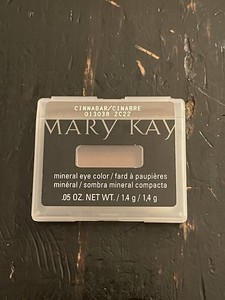 CINNABAR/CINABRE
013038 2C22
MARY KAY
mineral eye color / fard à paupières
minéral / sombra mineral compacta
.05 OZ. NET WT. / 1.4 g / 1,4 g